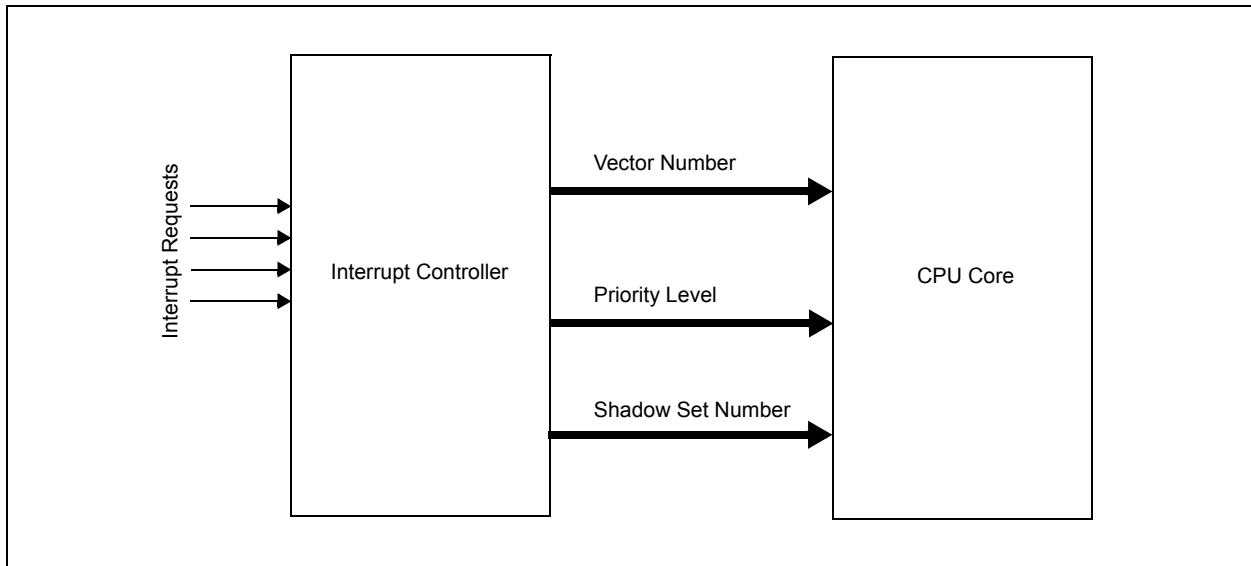 Interrupt Requests
Interrupt Controller
Vector Number
Priority Level
Shadow Set Number
CPU Core